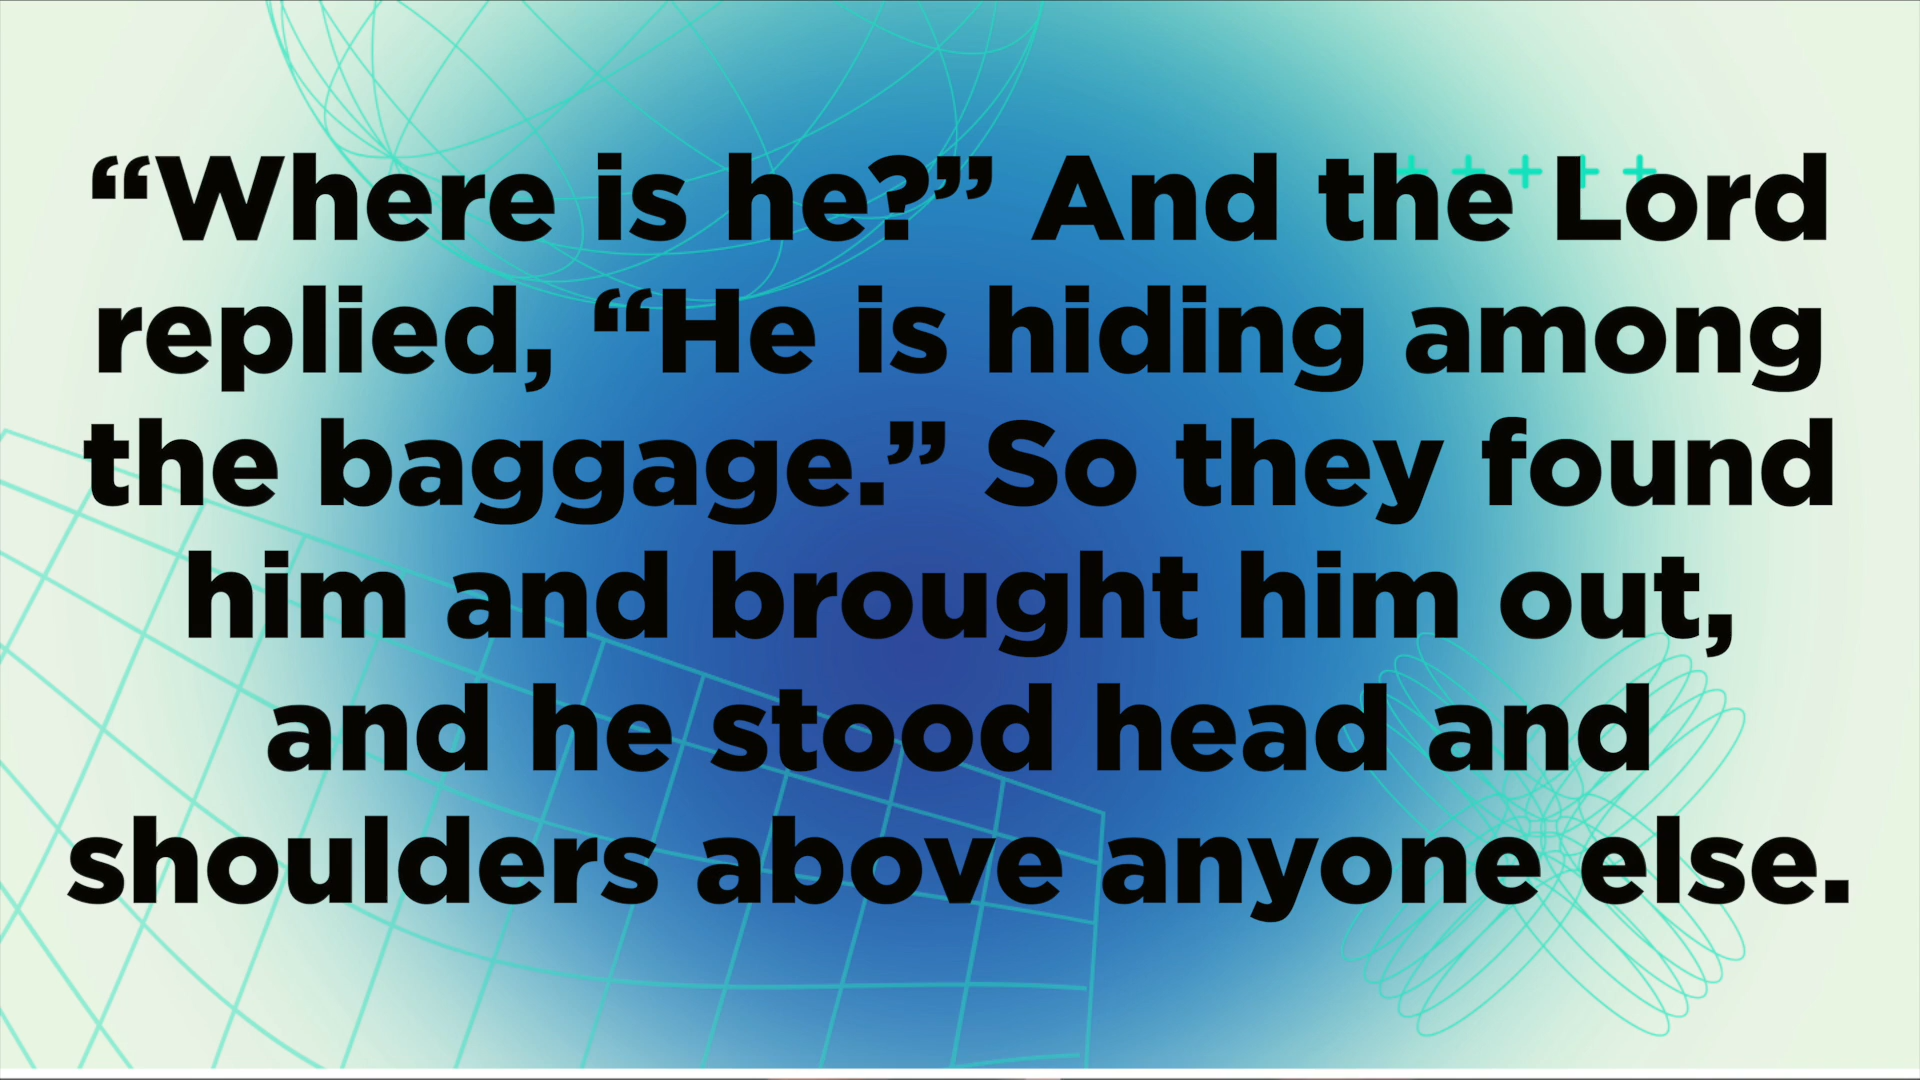 “Where is he?” And the Lord
replied, “He is hiding among
the baggage.” So they found
him and brought him out,
and he stood head and
shoulders above anyone else.